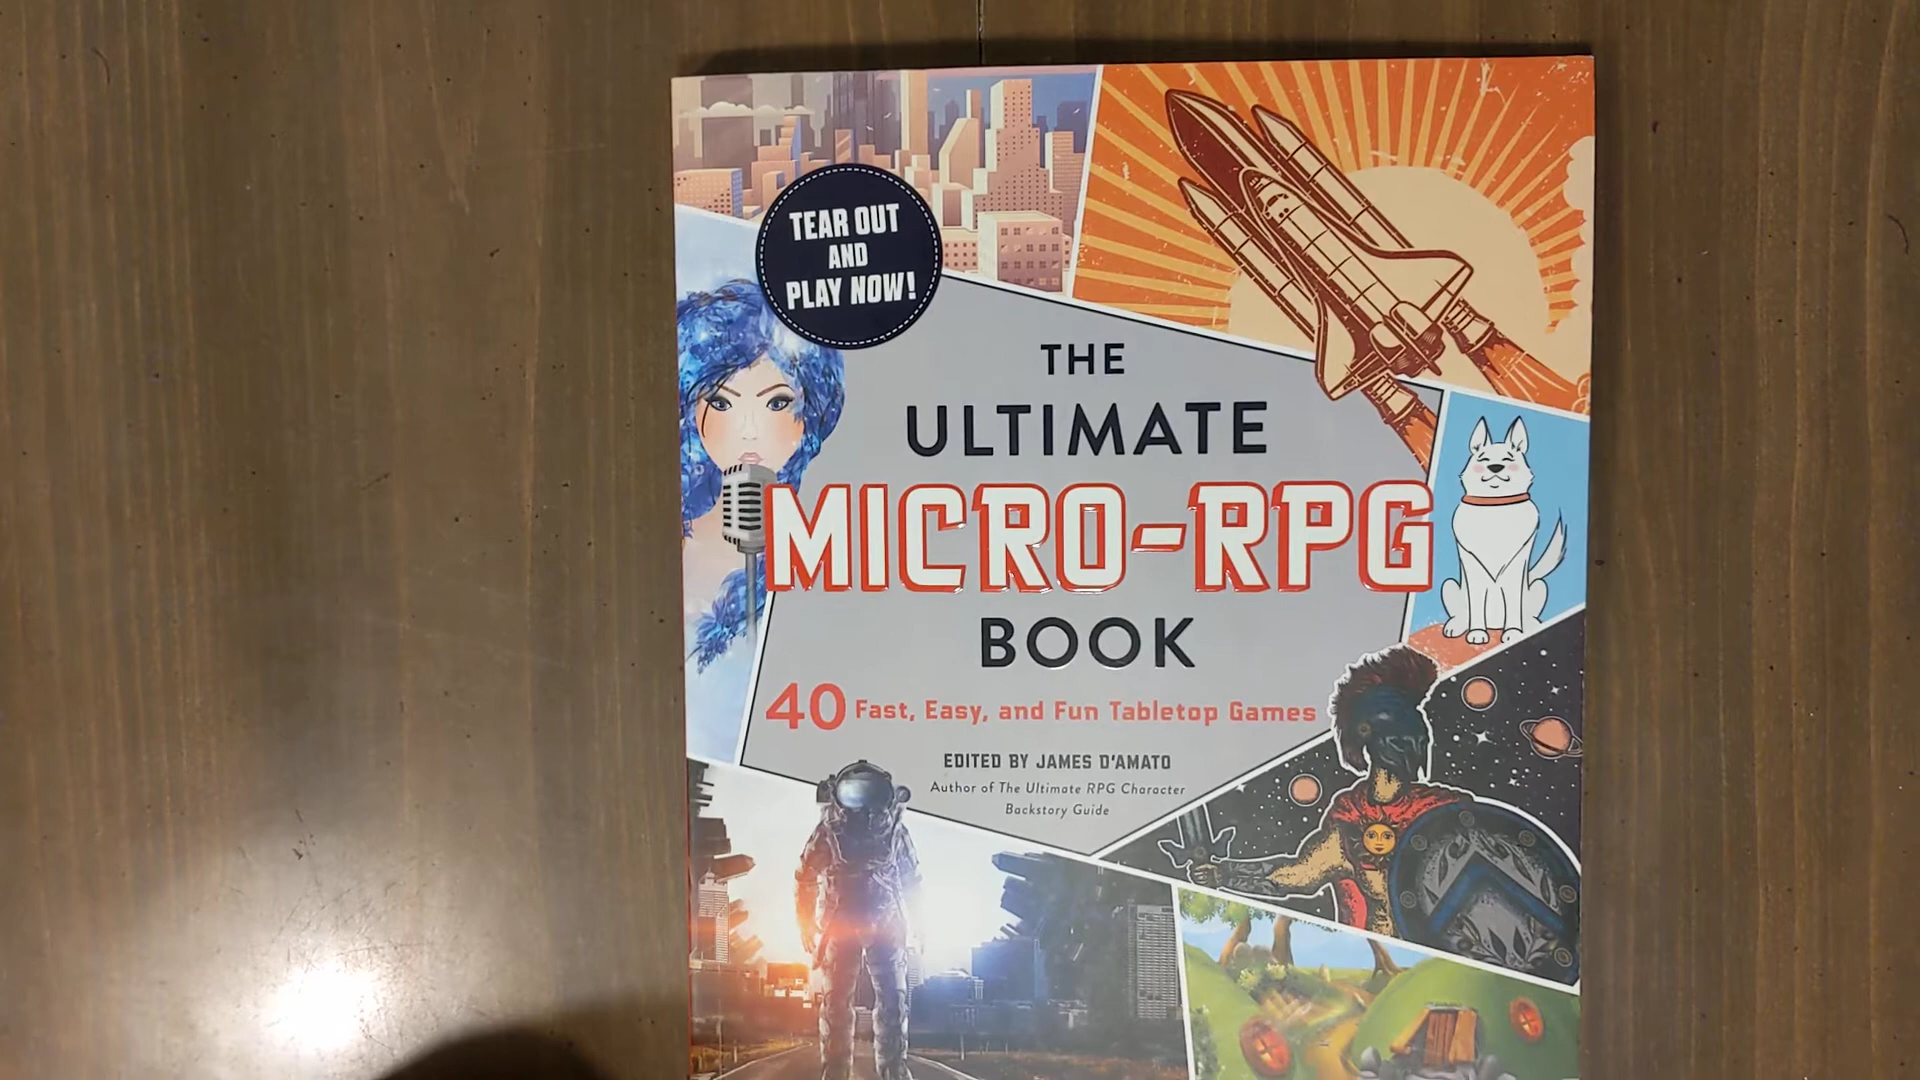 TEAR OUT
AND
PLAY NOW!
THE
ULTIMATE
MICRO-RPG
BOOK
40 Fast, Easy, and Fun Tabletop Games
EDITED BY JAMES D'AMATO
Author of The Ultimate RPG Character
Backstory Guide